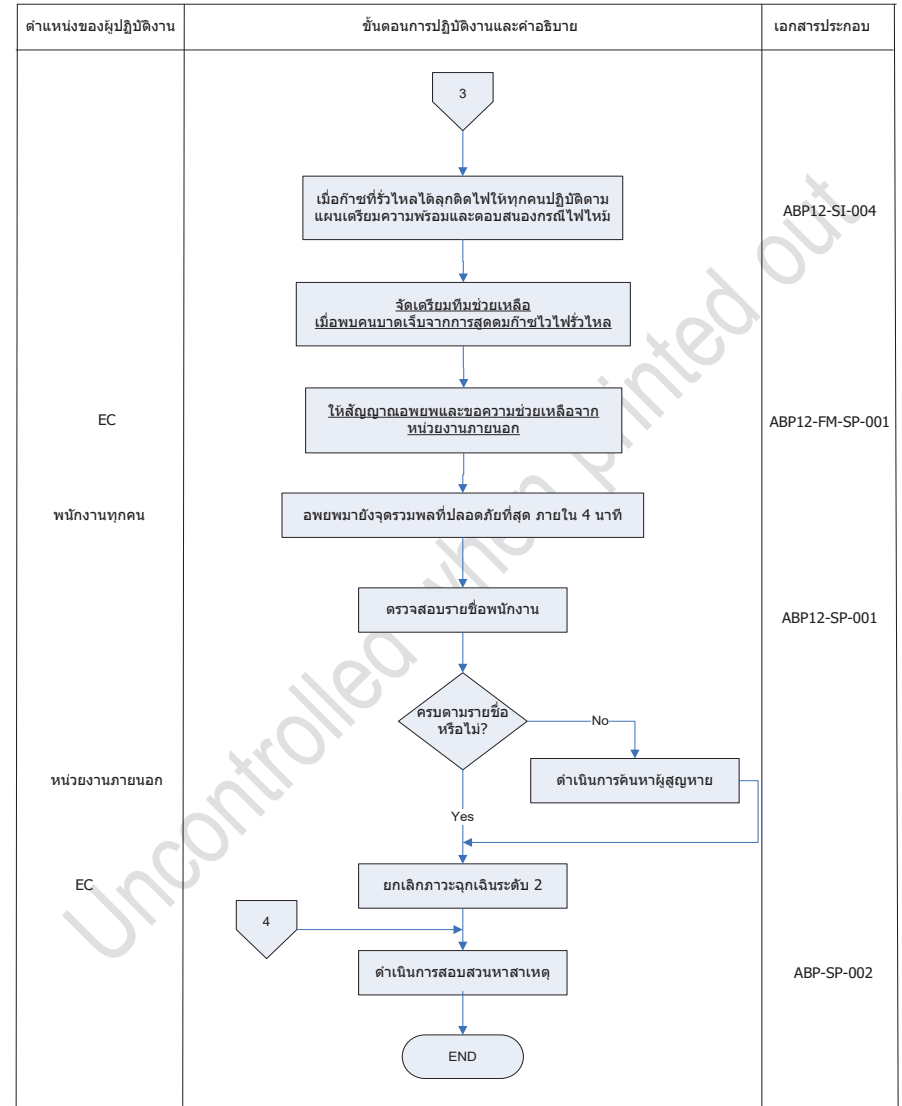 ตำแหน่งของผู้ปฏิบัติงาน
ขั้นตอนการปฏิบัติงานและคำอธิบาย
เอกสารประกอบ
3
เมื่อก๊าซที่รั่วไหลได้ลุกติดไฟให้ทุกคนปฏิบัติตาม
แผนเตรียมความพร้อมและตอบสนองกรณีไฟไหม้
ABP12-SI-004
จัดเตรียมทีมช่วยเหลือ
เมื่อพบคนบาดเจ็บจากการสูดดมก๊าซไวไฟรั่วไหล
EC
ให้สัญญาณอพยพและขอความช่วยเหลือจาก
หน่วยงานภายนอก
ABP12-FM-SP-001
พนักงานทุกคน
อพยพมายังจุดรวมพลที่ปลอดภัยที่สุด ภายใน 4 นาที
ตรวจสอบรายชื่อพนักงาน
ABP12-SP-001
ครบตามรายชื่อ
หรือไม่?
No
หน่วยงานภายนอก
ดำเนินการค้นหาผู้สูญหาย
Yes
EC
ยกเลิกภาวะฉุกเฉินระดับ 2
4
ดำเนินการสอบสวนหาสาเหตุ
ABP-SP-002
END
Uncontrolled when printed out